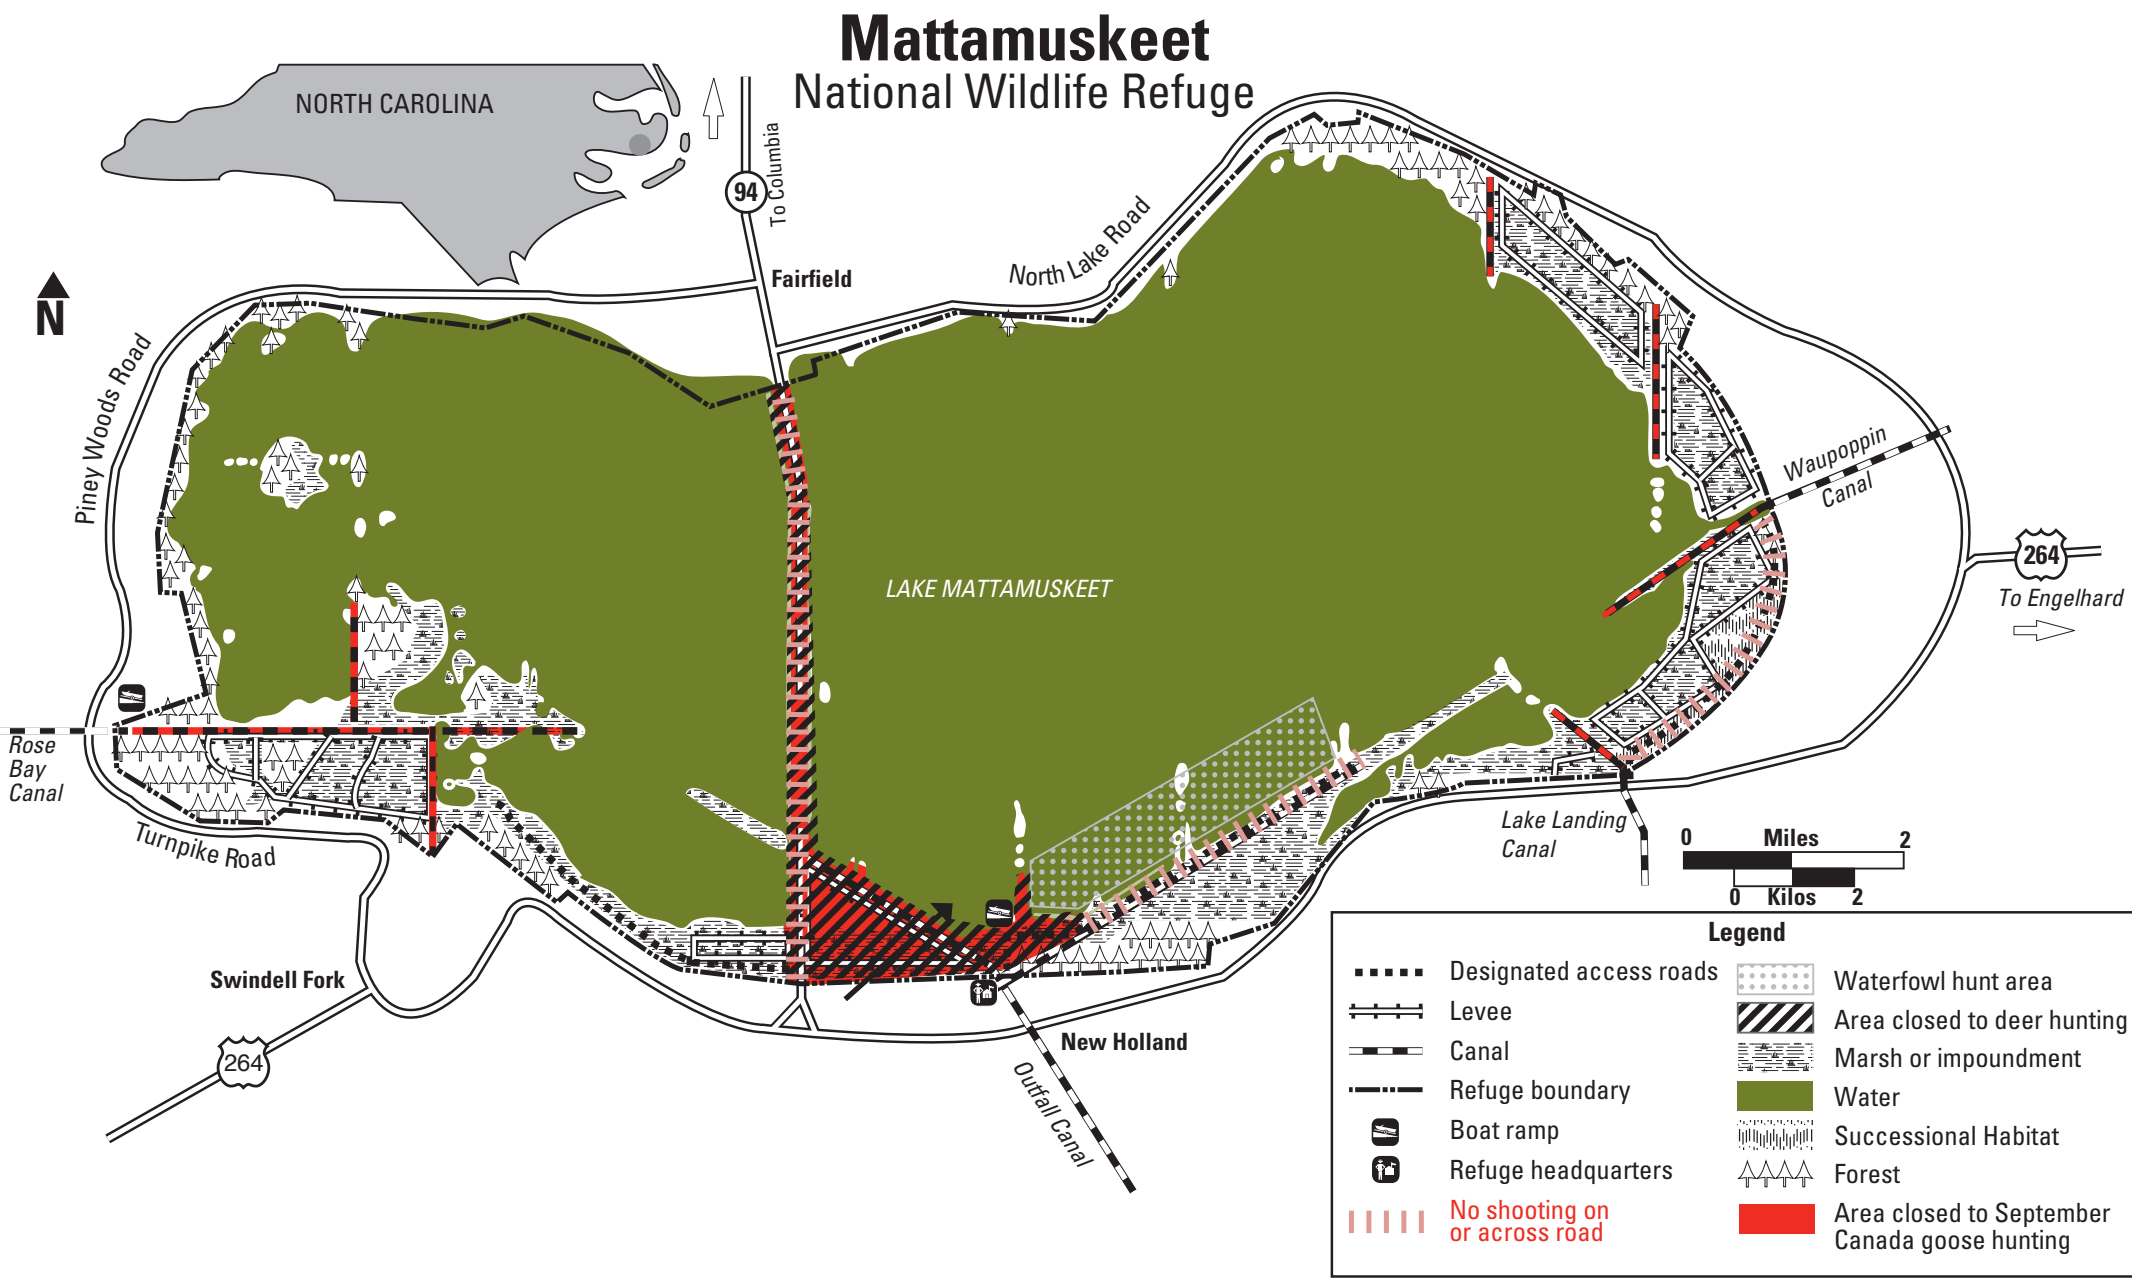 Mattamuskeet
National Wildlife Refuge
NORTH CAROLINA
94
To Columbia
Fairfield
North Lake Road
N
Piney Woods Road
Waupoppin
Canal
264
To Engelhard
LAKE MATTAMUSKEET
Rose
Bay
Canal
Turnpike Road
Lake Landing
Canal
0 Miles 2
0 Kilos 2
Swindell Fork
264
New Holland
Outfall Canal
Legend
Designated access roads
Levee
Canal
Refuge boundary
Boat ramp
Refuge headquarters
No shooting on
or across road
Waterfowl hunt area
Area closed to deer hunting
Marsh or impoundment
Water
Successional Habitat
Forest
Area closed to September
Canada goose hunting